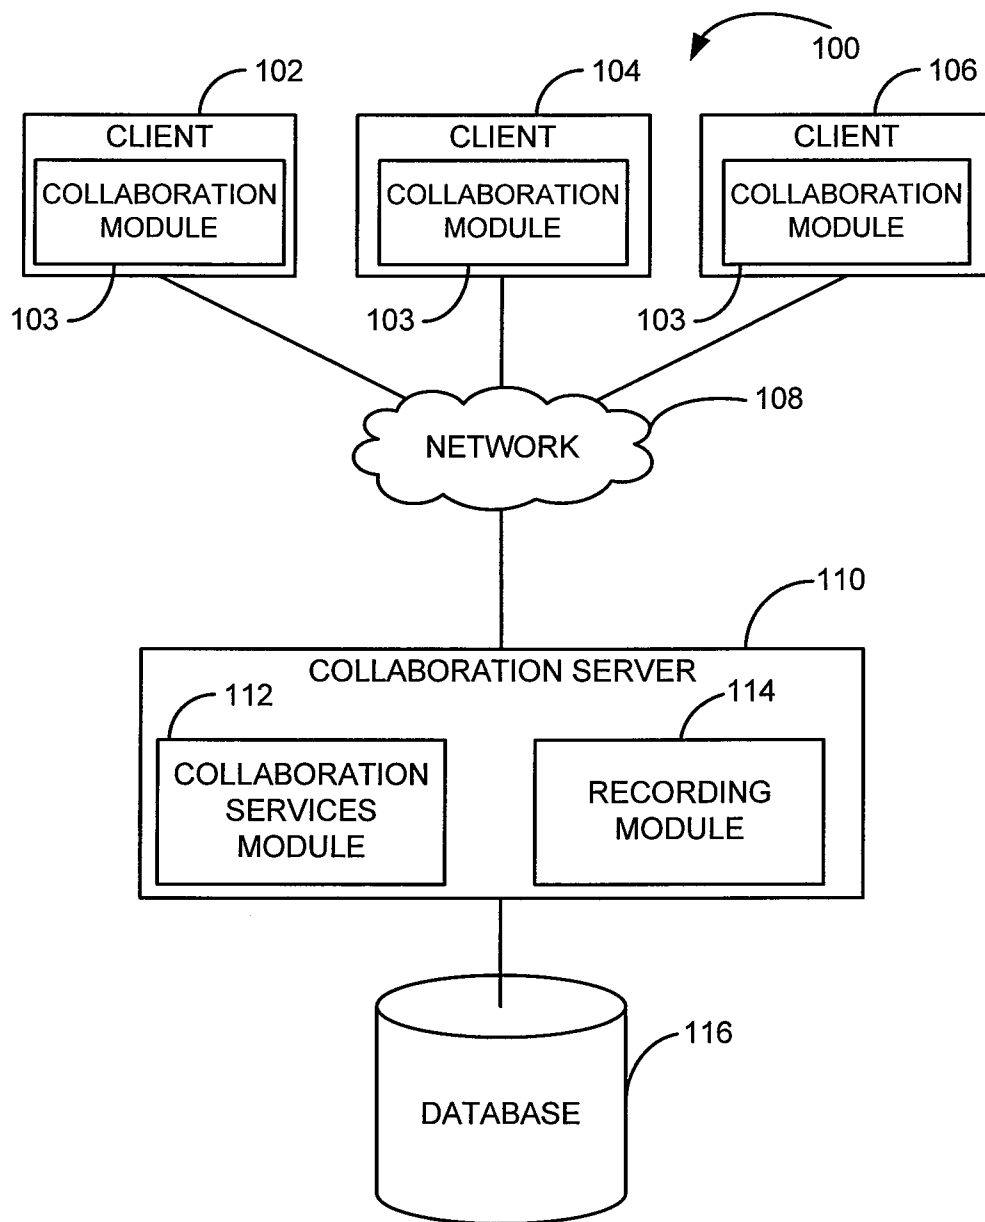 100
102
104
106
CLIENT
CLIENT
CLIENT
COLLABORATION
MODULE
COLLABORATION
MODULE
COLLABORATION
MODULE
103
103
103
108
NETWORK
110
COLLABORATION SERVER
112
114
COLLABORATION
SERVICES
MODULE
RECORDING
MODULE
116
DATABASE